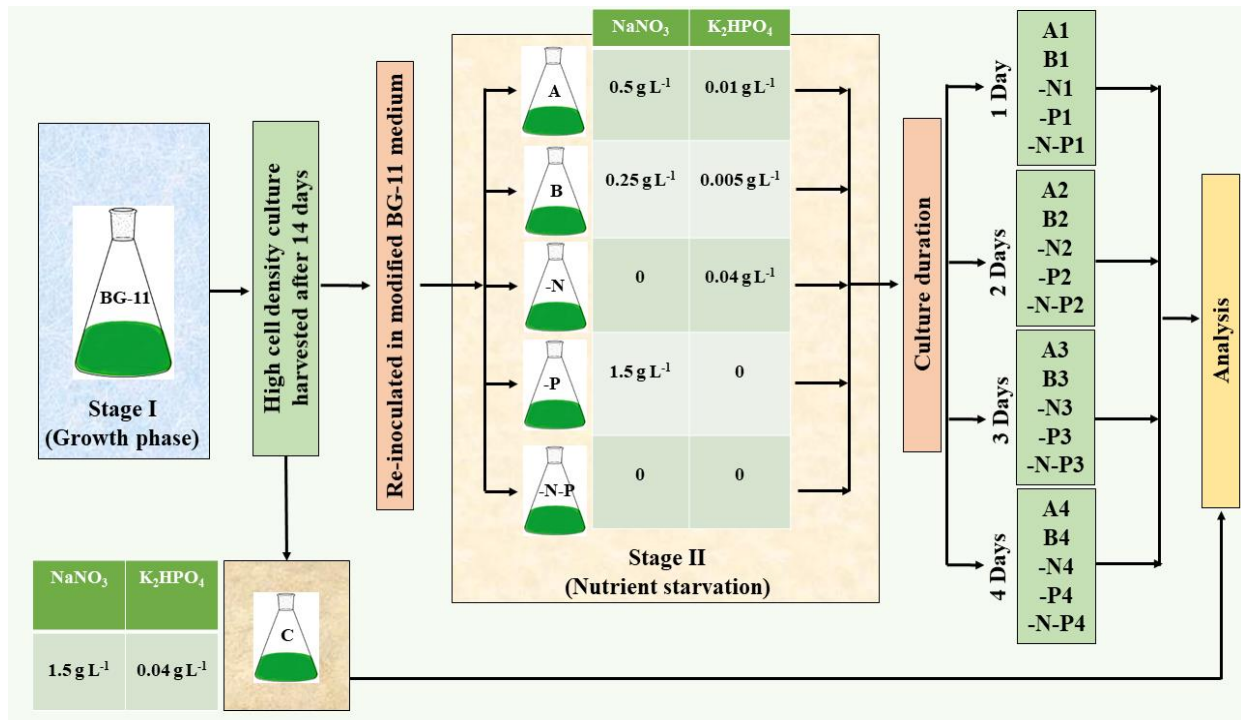 BG-11
Stage I
(Growth phase)
High cell density culture
harvested after 14 days
Re-inoculated in modified BG-11 medium
NaNO₃ K₂HPO₄
A 0.5 g L⁻¹ 0.01 g L⁻¹
B 0.25 g L⁻¹ 0.005 g L⁻¹
-N 0 0.04 g L⁻¹
-P 1.5 g L⁻¹ 0
-N-P 0 0
Stage II
(Nutrient starvation)
Culture duration
1 Day
A1
B1
-N1
-P1
-N-P1
2 Days
A2
B2
-N2
-P2
-N-P2
3 Days
A3
B3
-N3
-P3
-N-P3
4 Days
A4
B4
-N4
-P4
-N-P4
Analysis
NaNO₃ K₂HPO₄
1.5 g L⁻¹ 0.04 g L⁻¹
C